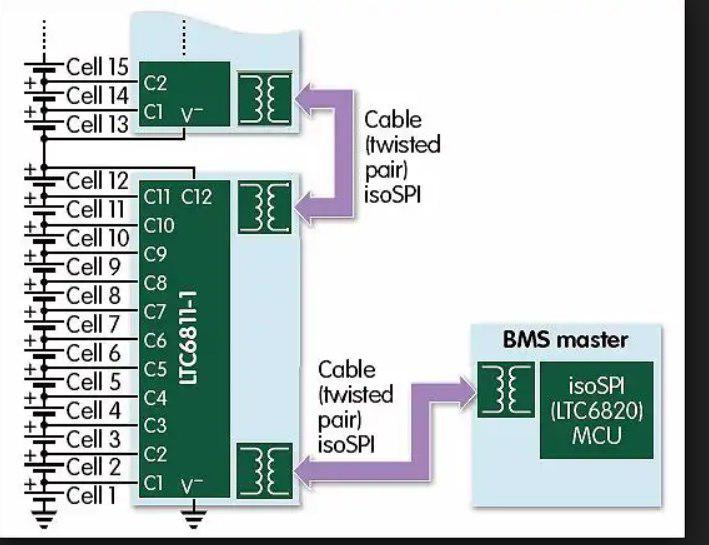 Cell 15
+
C2
Cell 14
+
C1
V−
Cell 13
Cable
(twisted
pair)
isoSPI
+
Cell 12
+
C11 C12
Cell 11
+
C10
Cell 10
+
C9
Cell 9
+
C8
Cell 8
+
C7
Cell 7
+
C6
Cell 6
+
C5
Cell 5
+
C4
Cell 4
+
C3
Cell 3
+
C2
Cell 2
+
C1
V−
Cell 1
LTC6811-1
Cable
(twisted
pair)
isoSPI
BMS master
isoSPI
(LTC6820)
MCU